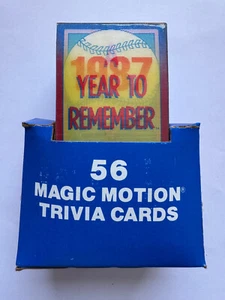 1987
YEAR TO
REMEMBER
56
MAGIC MOTION®
TRIVIA CARDS